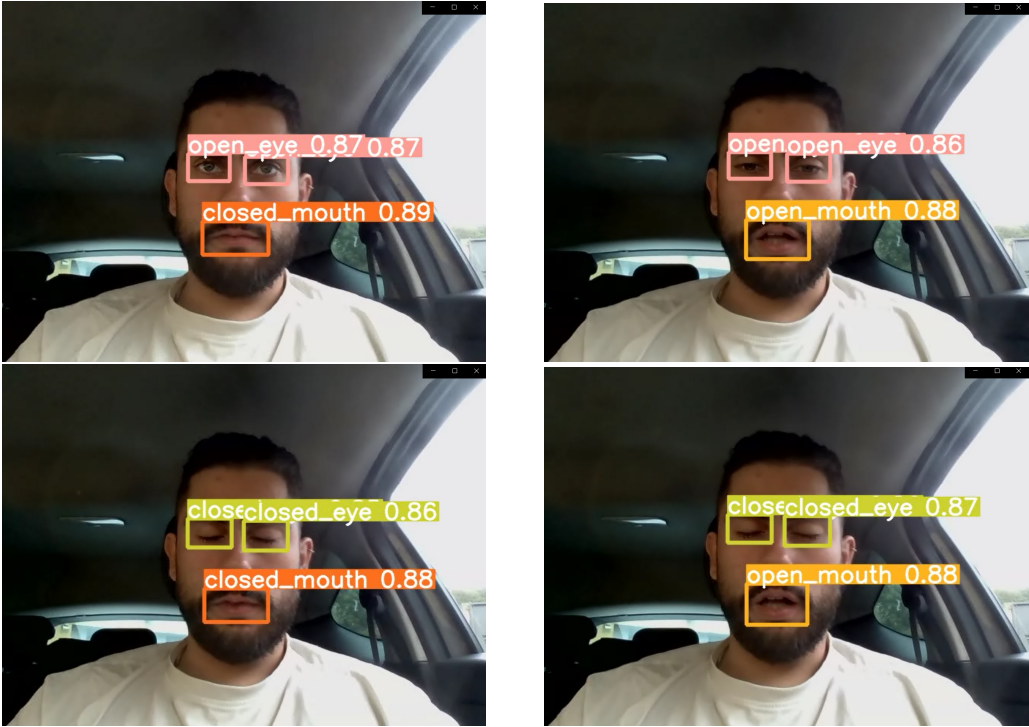 open_eye 0.87 0.87
closed_mouth 0.89
open open_eye 0.86
open_mouth 0.88
close closed_eye 0.86
closed_mouth 0.88
close closed_eye 0.87
open_mouth 0.88